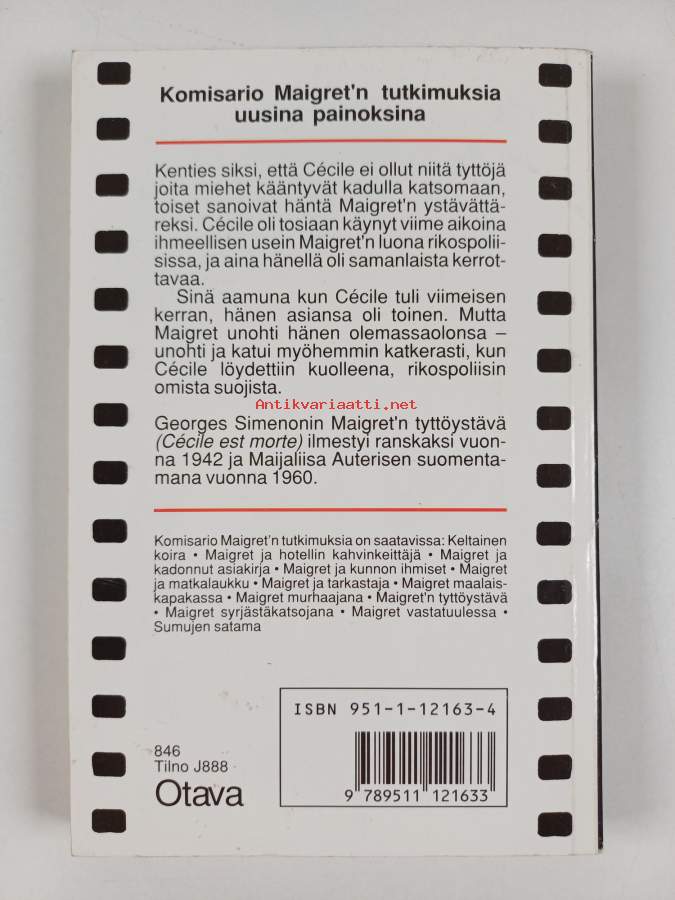 Komisario Maigret'n tutkimuksia
uusina painoksina
Kenties siksi, että Cécile ei ollut niitä tyttöjä
joita miehet kääntyvät kadulla katsomaan,
toiset sanoivat häntä Maigret'n ystävättä-
reksi. Cécile oli tosiaan käynyt viime aikoina
ihmeellisen usein Maigret'n luona rikospolii-
sissa, ja aina hänellä oli samanlaista kerrot-
tavaa.
Sinä aamuna kun Cécile tuli viimeisen
kerran, hänen asiansa oli toinen. Mutta
Maigret unohti hänen olemassaolonsa –
unohti ja katui myöhemmin katkerasti, kun
Cécile löydettiin kuolleena, rikospoliisin
omista suojista.
Antikvariaatti.net
Georges Simenonin Maigret'n tyttöystävä
(Cécile est morte) ilmestyi ranskaksi vuon-
na 1942 ja Maijaliisa Auterisen suomenta-
mana vuonna 1960.
Komisario Maigret'n tutkimuksia on saatavissa: Keltainen
koira • Maigret ja hotellin kahvinkeittäjä • Maigret ja
kadonnut asiakirja • Maigret ja kunnon ihmiset • Maigret
ja matkalaukku • Maigret ja tarkastaja • Maigret maalais-
kapakassa • Maigret murhaajana • Maigret'n tyttöystävä
• Maigret syrjästäkatsojana • Maigret vastatuulessa •
Sumujen satama
ISBN 951-1-12163-4
846
Tilno J888
Otava
9 789511 121633